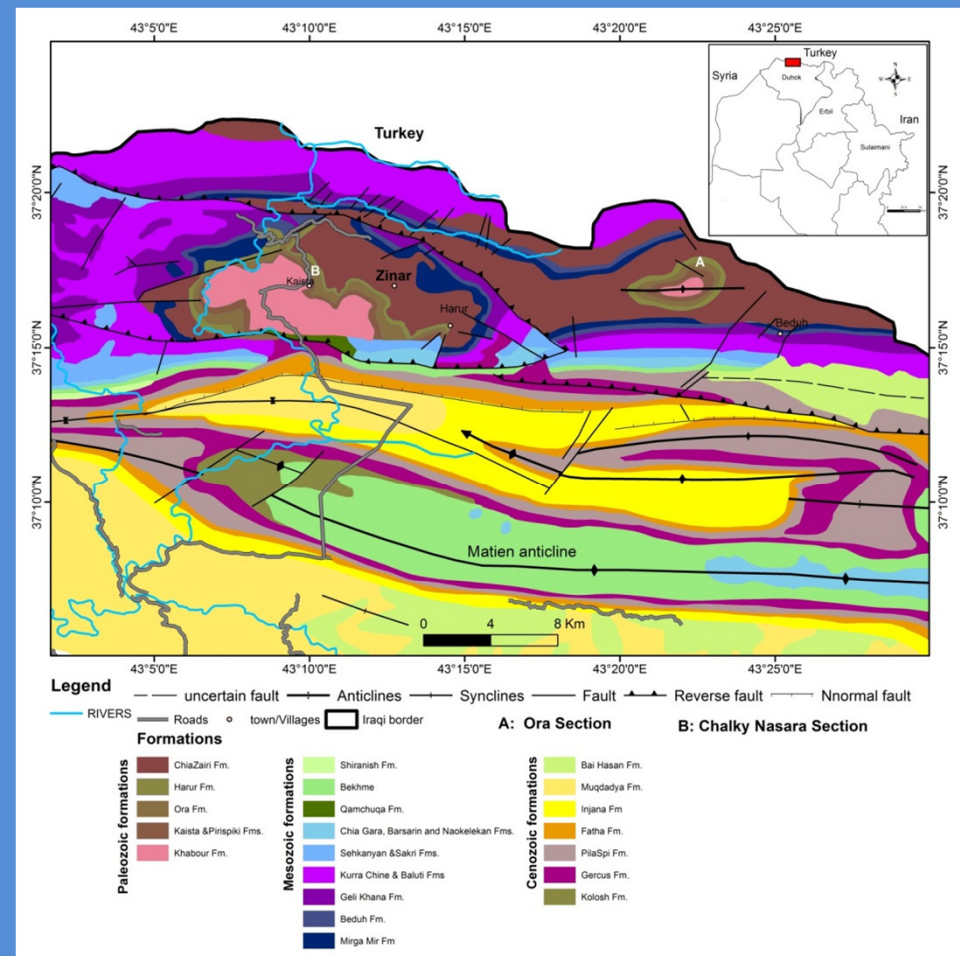 43°5'0"E 43°10'0"E 43°15'0"E 43°20'0"E 43°25'0"E
Turkey
Syria
Duhok
Erbil
Iran
Sulaimani
N
W
E
S
Turkey
37°20'0"N
37°20'0"N
A
B
Kaista
Zinar
Harur
Beduh
37°15'0"N
37°15'0"N
37°10'0"N
37°10'0"N
Matien anticline
0 4 8 Km
43°5'0"E 43°10'0"E 43°15'0"E 43°20'0"E 43°25'0"E
Legend
uncertain fault Anticlines Synclines Fault Reverse fault Nnormal fault
RIVERS Roads town/Villages Iraqi border A: Ora Section B: Chalky Nasara Section
Formations
Paleozoic formations
ChiaZairi Fm.
Harur Fm.
Ora Fm.
Kaista &Pirispiki Fms.
Khabour Fm.
Mesozoic formations
Shiranish Fm.
Bekhme
Qamchuqa Fm.
Chia Gara, Barsarin and Naokelekan Fms.
Sehkanyan &Sakri Fms.
Kurra Chine & Baluti Fms
Geli Khana Fm.
Beduh Fm.
Mirga Mir Fm
Cenozoic formations
Bai Hasan Fm.
Muqdadya Fm.
Injana Fm
Fatha Fm.
PilaSpi Fm.
Gercus Fm.
Kolosh Fm.